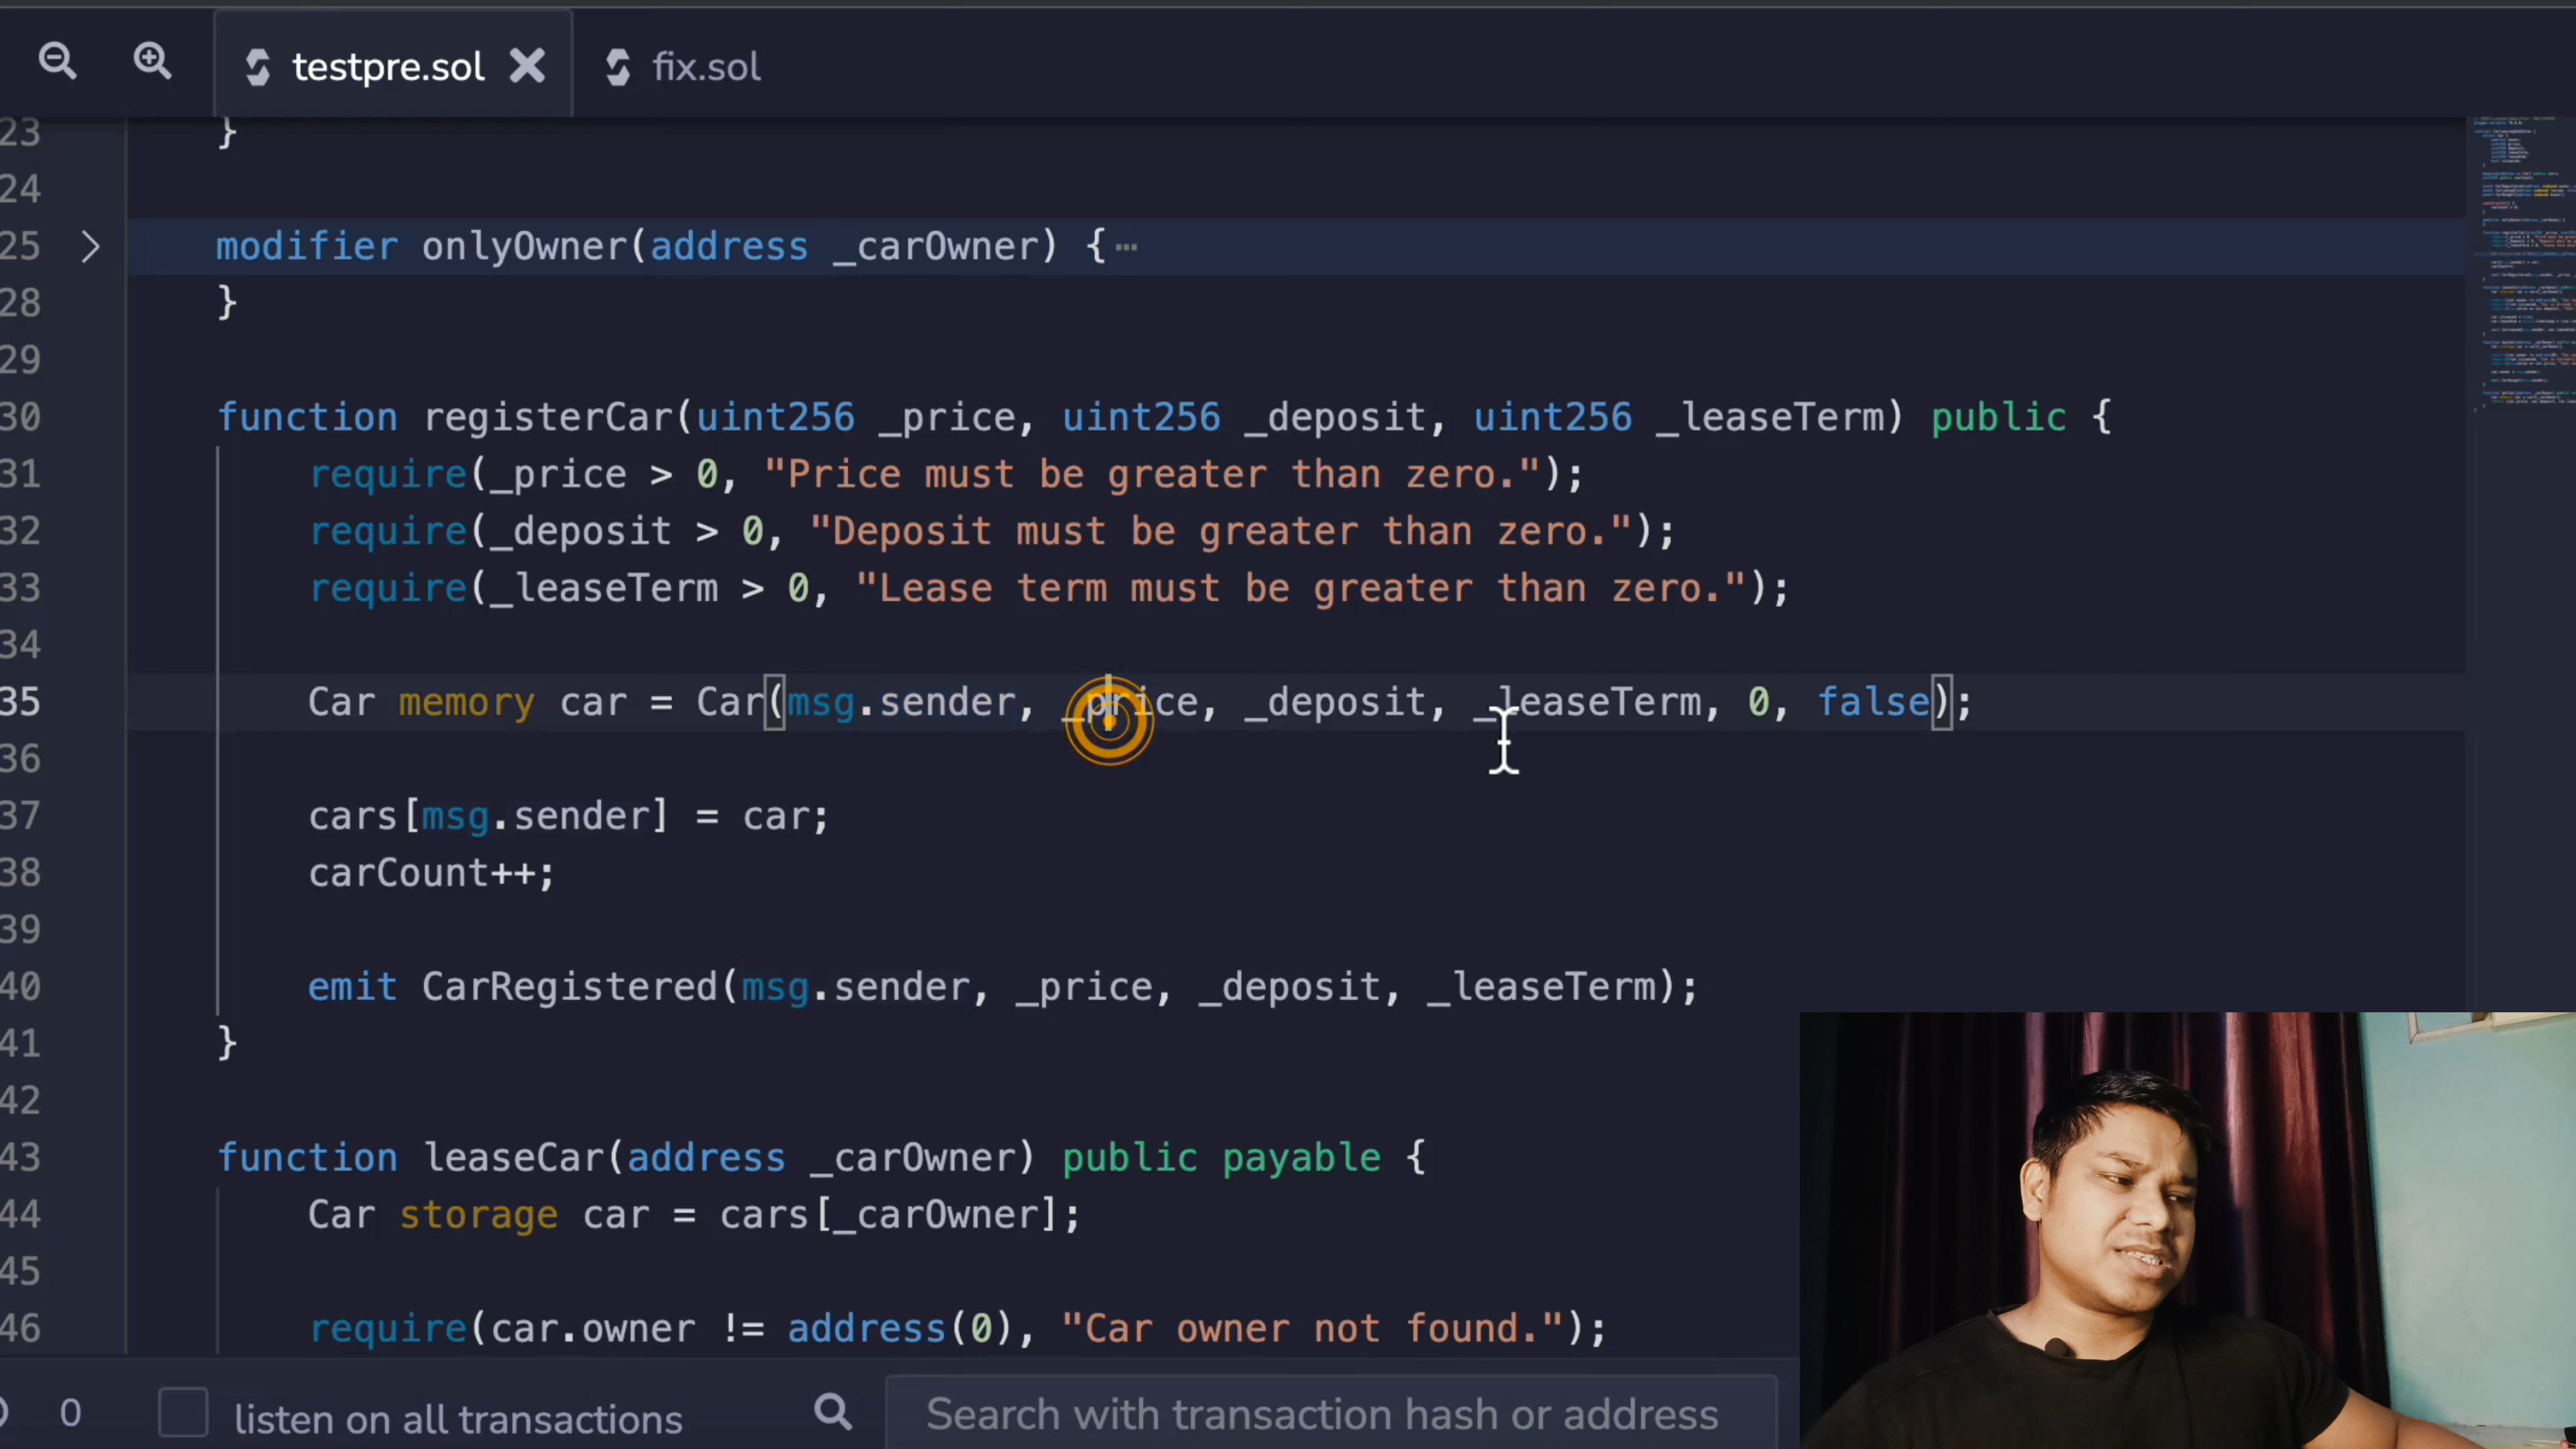 testpre.sol
fix.sol
23 }
24
25 modifier onlyOwner(address _carOwner) {
28 }
29
30 function registerCar(uint256 _price, uint256 _deposit, uint256 _leaseTerm) public {
31 require(_price > 0, "Price must be greater than zero.");
32 require(_deposit > 0, "Deposit must be greater than zero.");
33 require(_leaseTerm > 0, "Lease term must be greater than zero.");
34
35 Car memory car = Car(msg.sender, _price, _deposit, _leaseTerm, 0, false);
36
37 cars[msg.sender] = car;
38 carCount++;
39
40 emit CarRegistered(msg.sender, _price, _deposit, _leaseTerm);
41 }
42
43 function leaseCar(address _carOwner) public payable {
44 Car storage car = cars[_carOwner];
45
46 require(car.owner != address(0), "Car owner not found.");
0 listen on all transactions Search with transaction hash or address